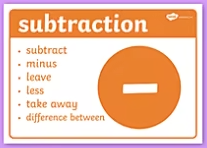 subtraction
subtract
minus
leave
less
take away
difference between